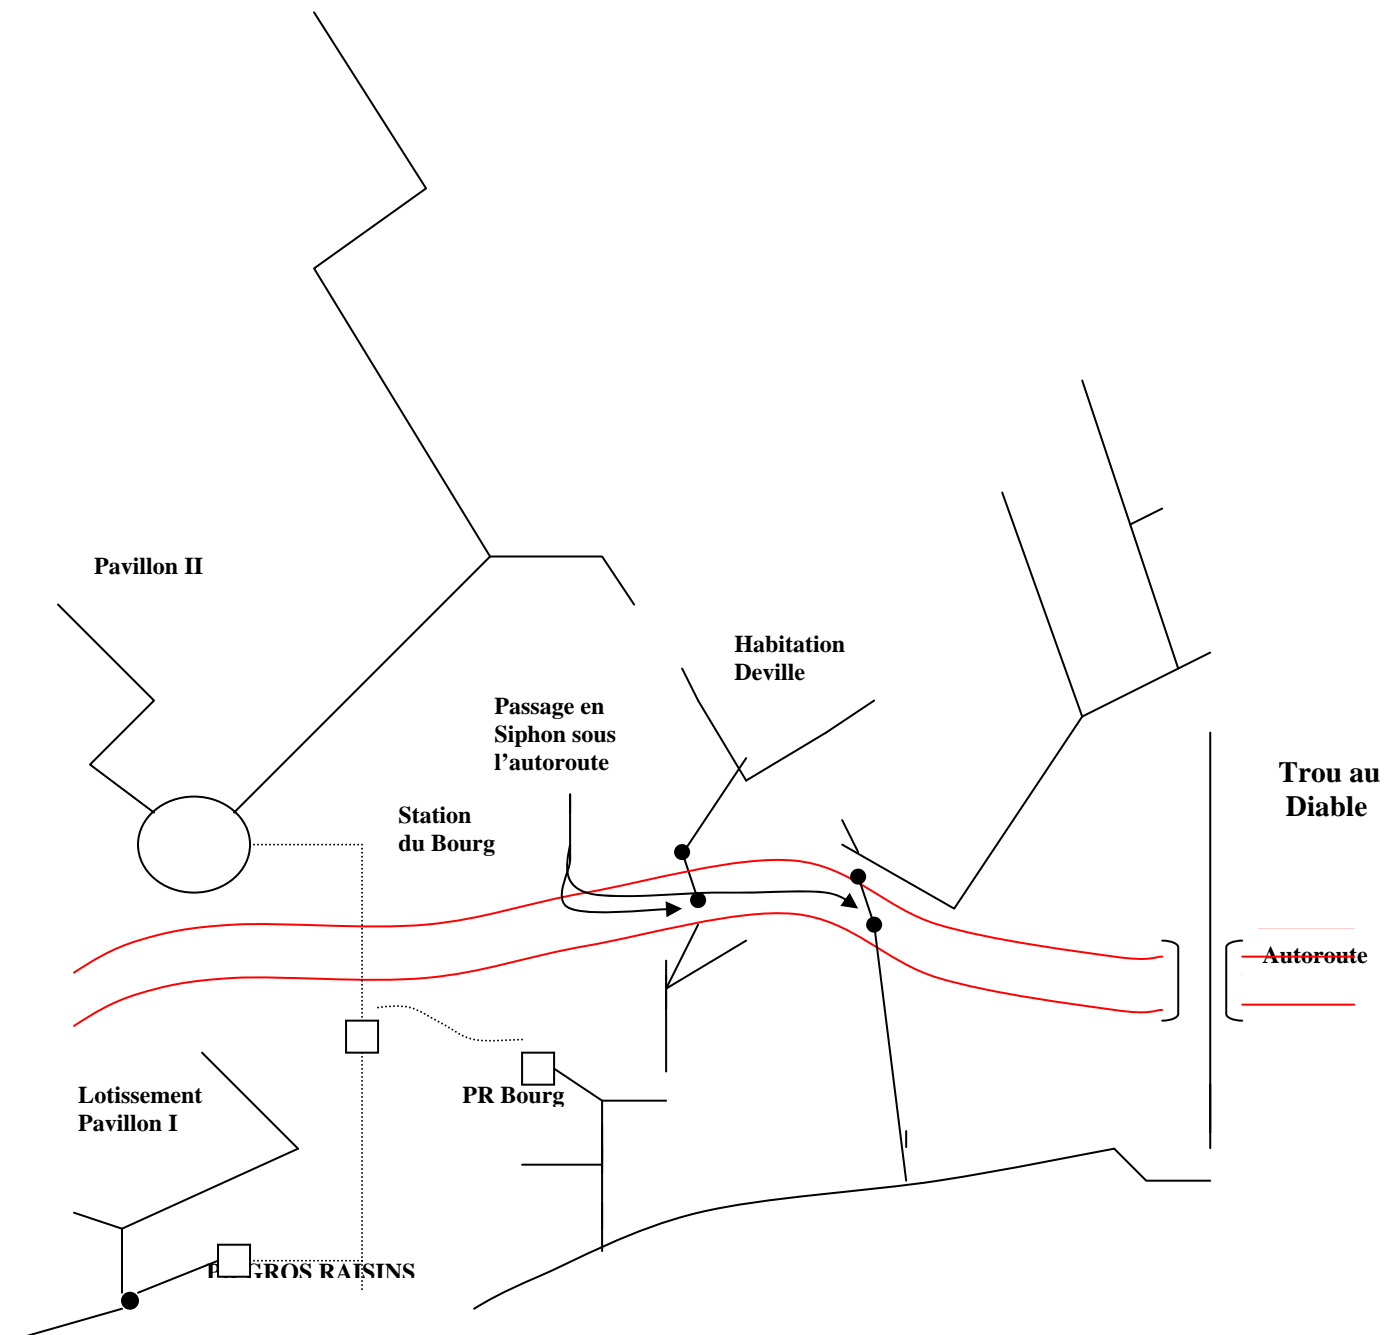 Pavillon II
Habitation
Deville
Passage en
Siphon sous
l’autoroute
Trou au
Diable
Station
du Bourg
Autoroute
Lotissement
Pavillon I
PR Bourg
GROS RAISINS